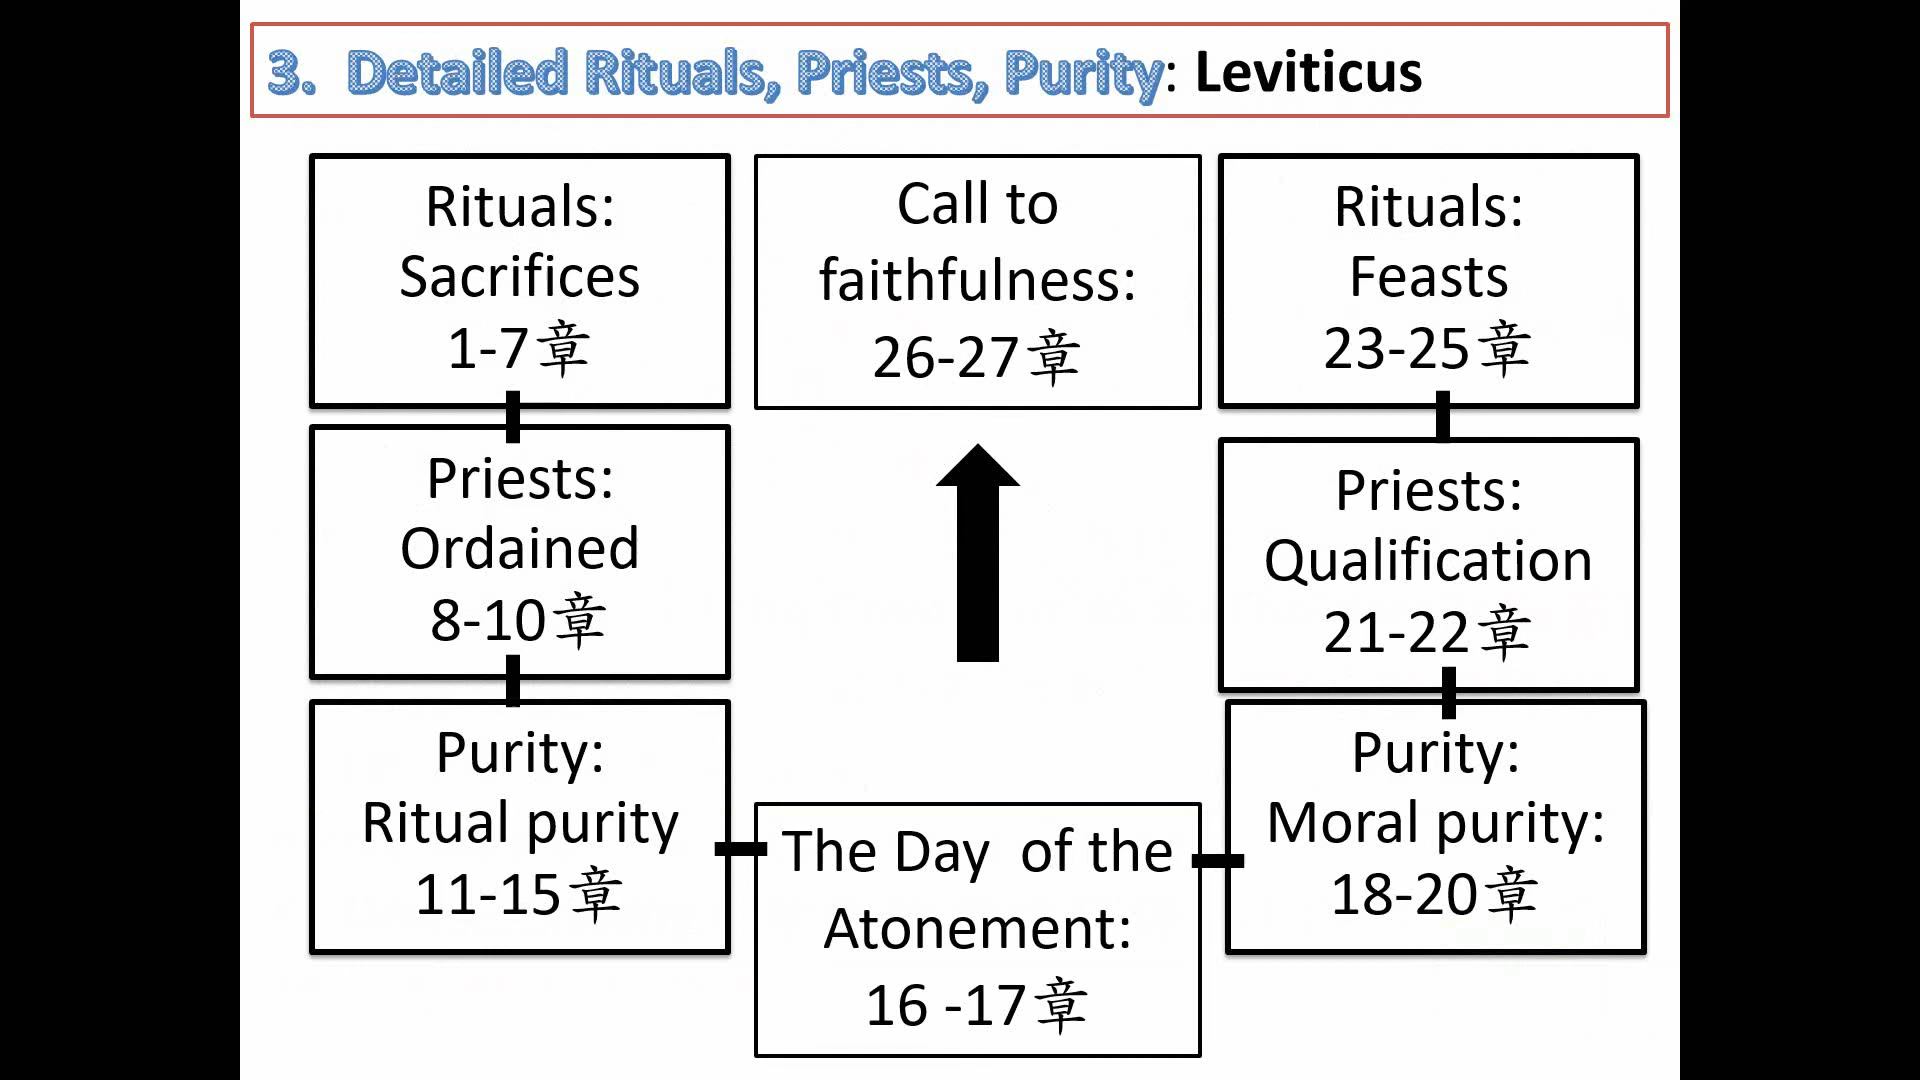 3. Detailed Rituals, Priests, Purity: Leviticus
Rituals:
Sacrifices
1-7章
Call to
faithfulness:
26-27章
Rituals:
Feasts
23-25章
Priests:
Ordained
8-10章
Priests:
Qualification
21-22章
Purity:
Ritual purity
11-15章
The Day  of the
Atonement:
16 -17章
Purity:
Moral purity:
18-20章